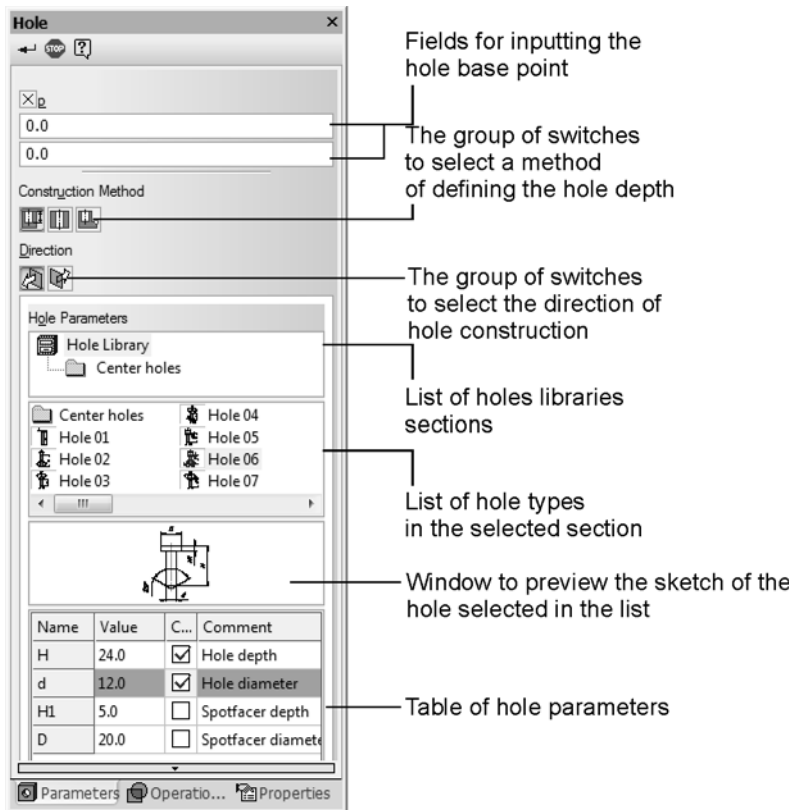 Hole
STOP
p
0.0
0.0
Construction Method
Direction
Hole Parameters
Hole Library
Center holes
Center holes
Hole 01
Hole 02
Hole 03
Hole 04
Hole 05
Hole 06
Hole 07
Name Value C... Comment
H 24.0 Hole depth
d 12.0 Hole diameter
H1 5.0 Spotfacer depth
D 20.0 Spotfacer diamete
Parameters Operatio... Properties
Fields for inputting the
hole base point
The group of switches
to select a method
of defining the hole depth
The group of switches
to select the direction of
hole construction
List of holes libraries
sections
List of hole types
in the selected section
Window to preview the sketch of the
hole selected in the list
Table of hole parameters